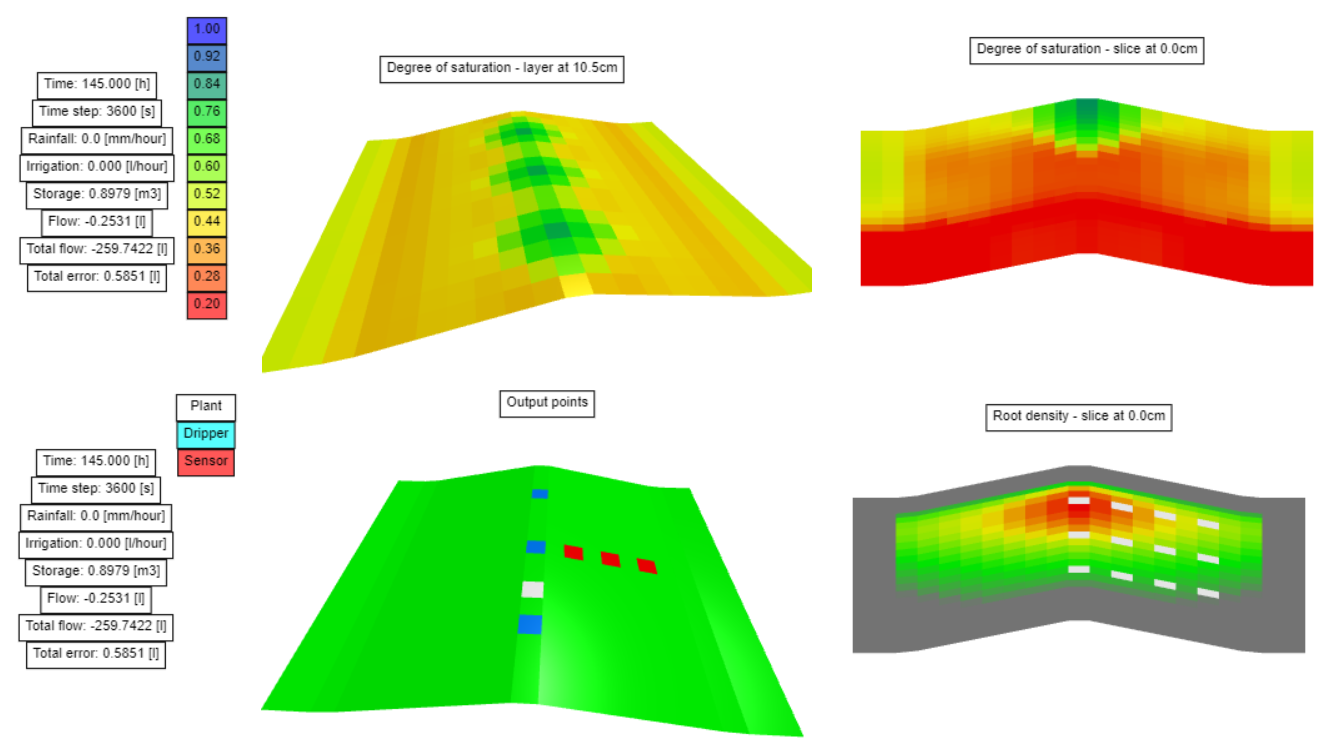 1.00
0.92
0.84
0.76
0.68
0.60
0.52
0.44
0.36
0.28
0.20
Time: 145.000 [h]
Time step: 3600 [s]
Rainfall: 0.0 [mm/hour]
Irrigation: 0.000 [l/hour]
Storage: 0.8979 [m3]
Flow: -0.2531 [l]
Total flow: -259.7422 [l]
Total error: 0.5851 [l]
Degree of saturation - layer at 10.5cm
Degree of saturation - slice at 0.0cm
Plant
Dripper
Sensor
Time: 145.000 [h]
Time step: 3600 [s]
Rainfall: 0.0 [mm/hour]
Irrigation: 0.000 [l/hour]
Storage: 0.8979 [m3]
Flow: -0.2531 [l]
Total flow: -259.7422 [l]
Total error: 0.5851 [l]
Output points
Root density - slice at 0.0cm